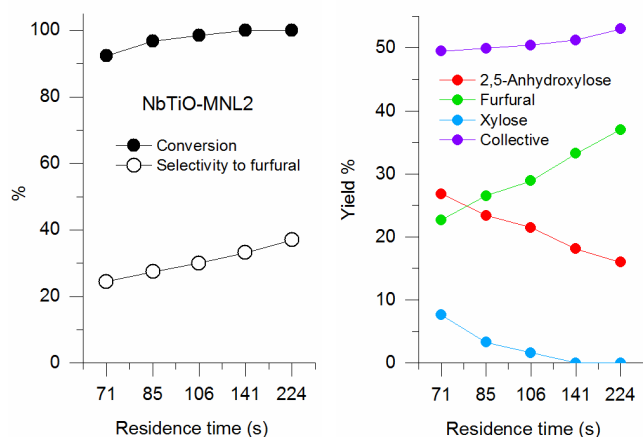 100
80
60
40
20
0
%
NbTiO-MNL2
Conversion
Selectivity to furfural
71 85 106 141 224
Residence time (s)
50
40
30
20
10
0
Yield %
2,5-Anhydroxylose
Furfural
Xylose
Collective
71 85 106 141 224
Residence time (s)